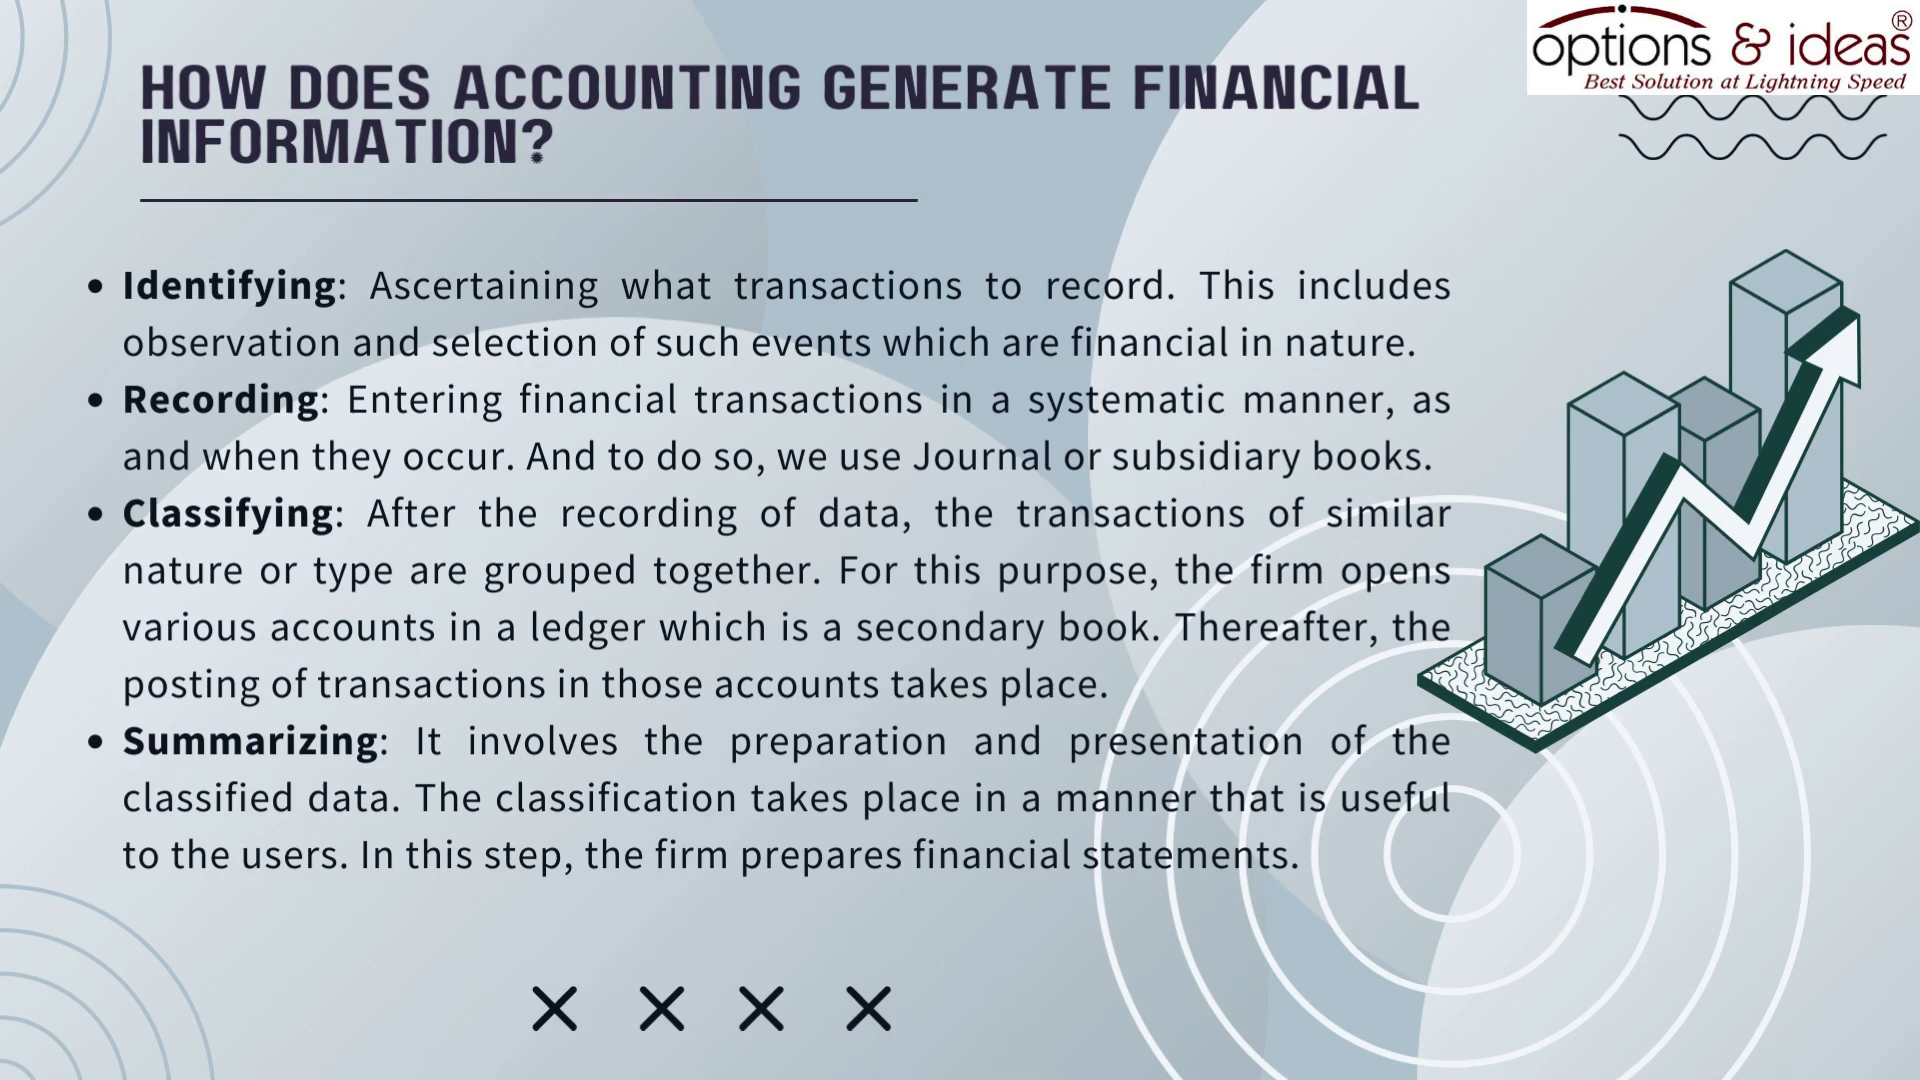 HOW DOES ACCOUNTING GENERATE FINANCIAL
INFORMATION?
options & ideas®
Best Solution at Lightning Speed
• Identifying: Ascertaining what transactions to record. This includes
observation and selection of such events which are financial in nature.
• Recording: Entering financial transactions in a systematic manner, as
and when they occur. And to do so, we use Journal or subsidiary books.
• Classifying: After the recording of data, the transactions of similar
nature or type are grouped together. For this purpose, the firm opens
various accounts in a ledger which is a secondary book. Thereafter, the
posting of transactions in those accounts takes place.
• Summarizing: It involves the preparation and presentation of the
classified data. The classification takes place in a manner that is useful
to the users. In this step, the firm prepares financial statements.